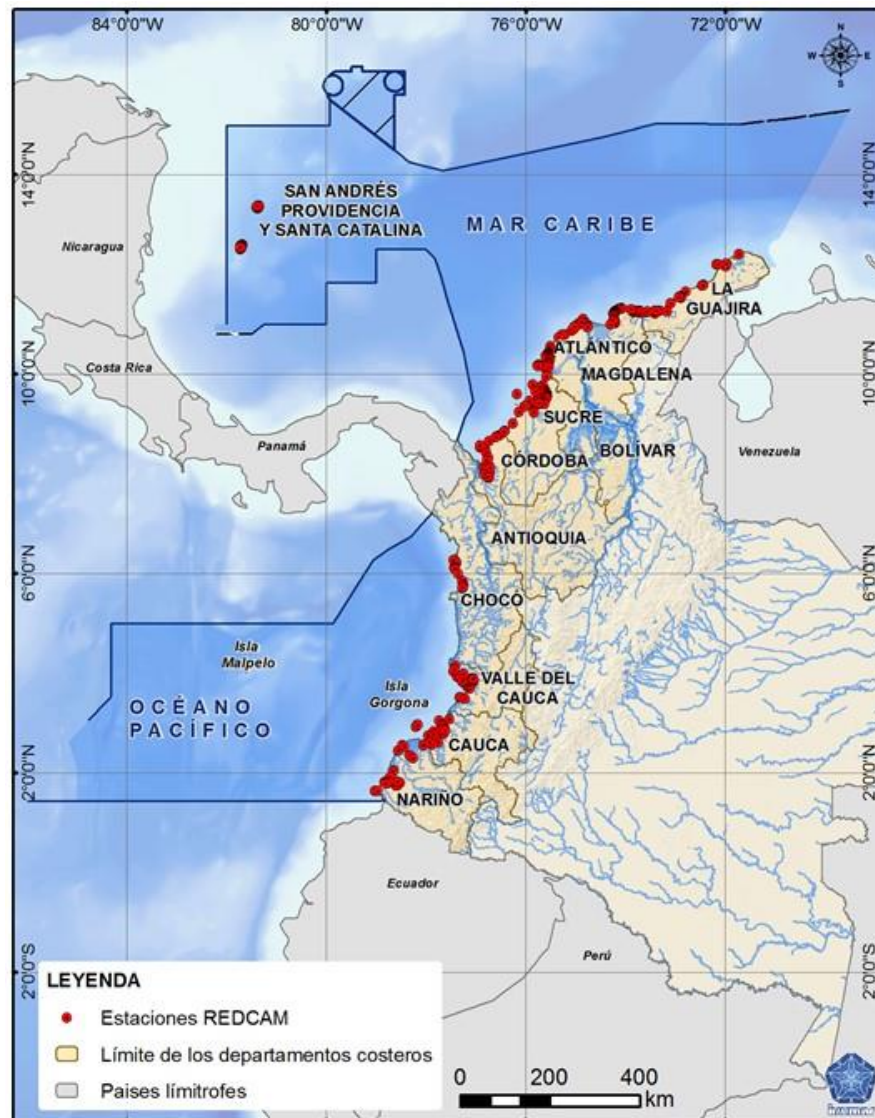 84°0'0"W 80°0'0"W 76°0'0"W 72°0'0"W
N
W E
S
14°0'0"N 14°0'0"N
SAN ANDRÉS
PROVIDENCIA
Y SANTA CATALINA
MAR CARIBE
Nicaragua
LA
GUAJIRA
ATLÁNTICO
Costa Rica
10°0'0"N 10°0'0"N
MAGDALENA
SUCRE
Panamá
BOLÍVAR
Venezuela
CÓRDOBA
ANTIOQUIA
6°0'0"N 6°0'0"N
CHOCÓ
Isla
Malpelo
VALLE DEL
CAUCA
Isla
Gorgona
OCÉANO
PACÍFICO
CAUCA
2°0'0"N 2°0'0"N
NARIÑO
Ecuador
Perú
2°0'0"S 2°0'0"S
LEYENDA
Estaciones REDCAM
Límite de los departamentos costeros
Paises límitrofes
0 200 400
km